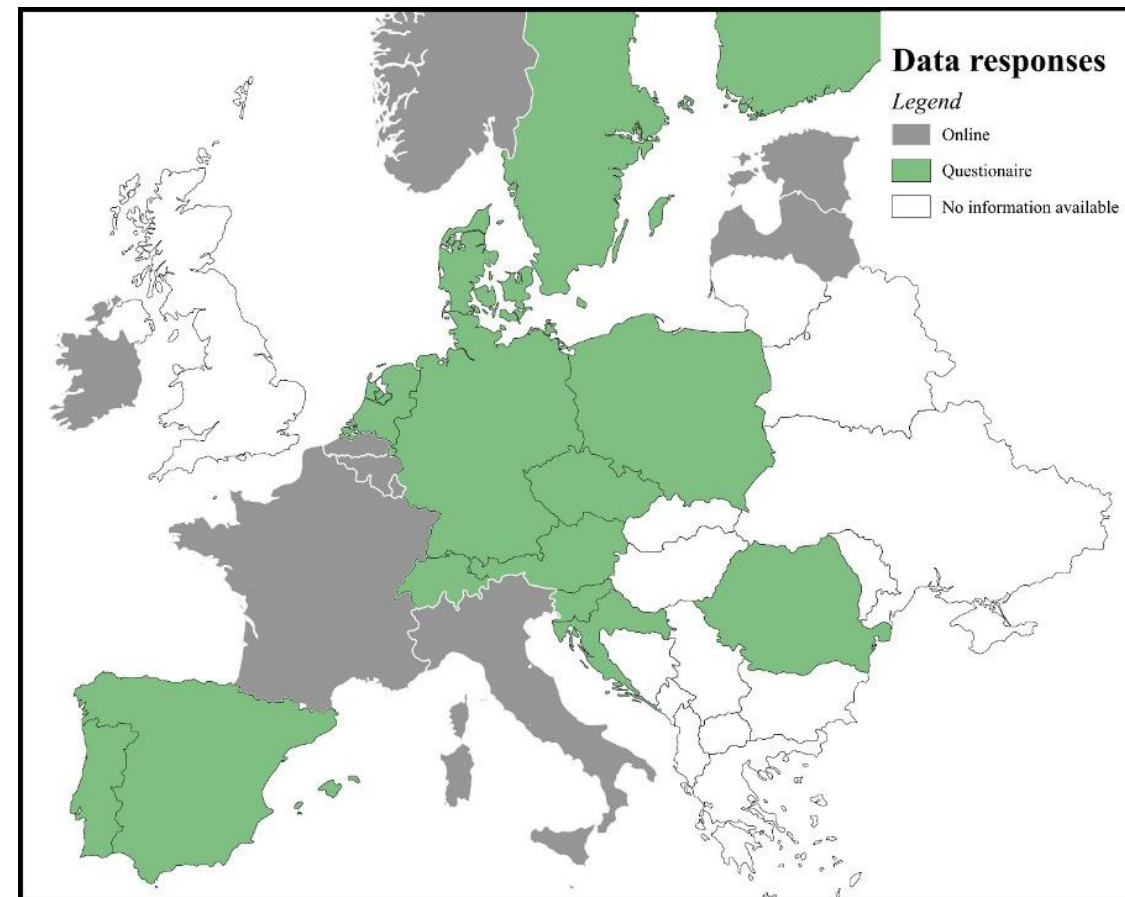 Data responses
Legend
Online
Questionaire
No information available